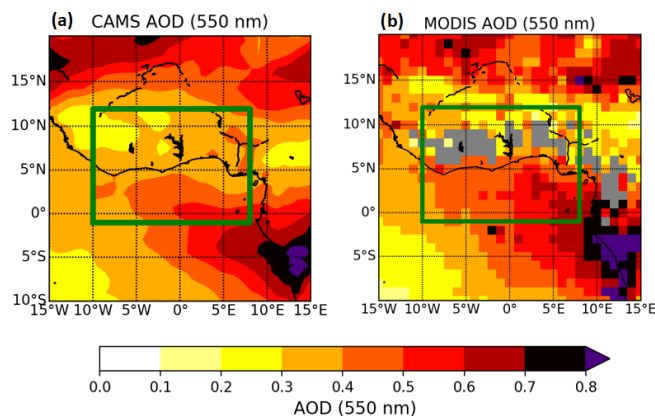 (a)
CAMS AOD (550 nm)
15°N
10°N
5°N
0°
5°S
10°S
15°W 10°W 5°W 0° 5°E 10°E 15°E
(b)
MODIS AOD (550 nm)
15°N
10°N
5°N
0°
5°S
10°S
15°W 10°W 5°W 0° 5°E 10°E 15°E
0.0 0.1 0.2 0.3 0.4 0.5 0.6 0.7 0.8
AOD (550 nm)